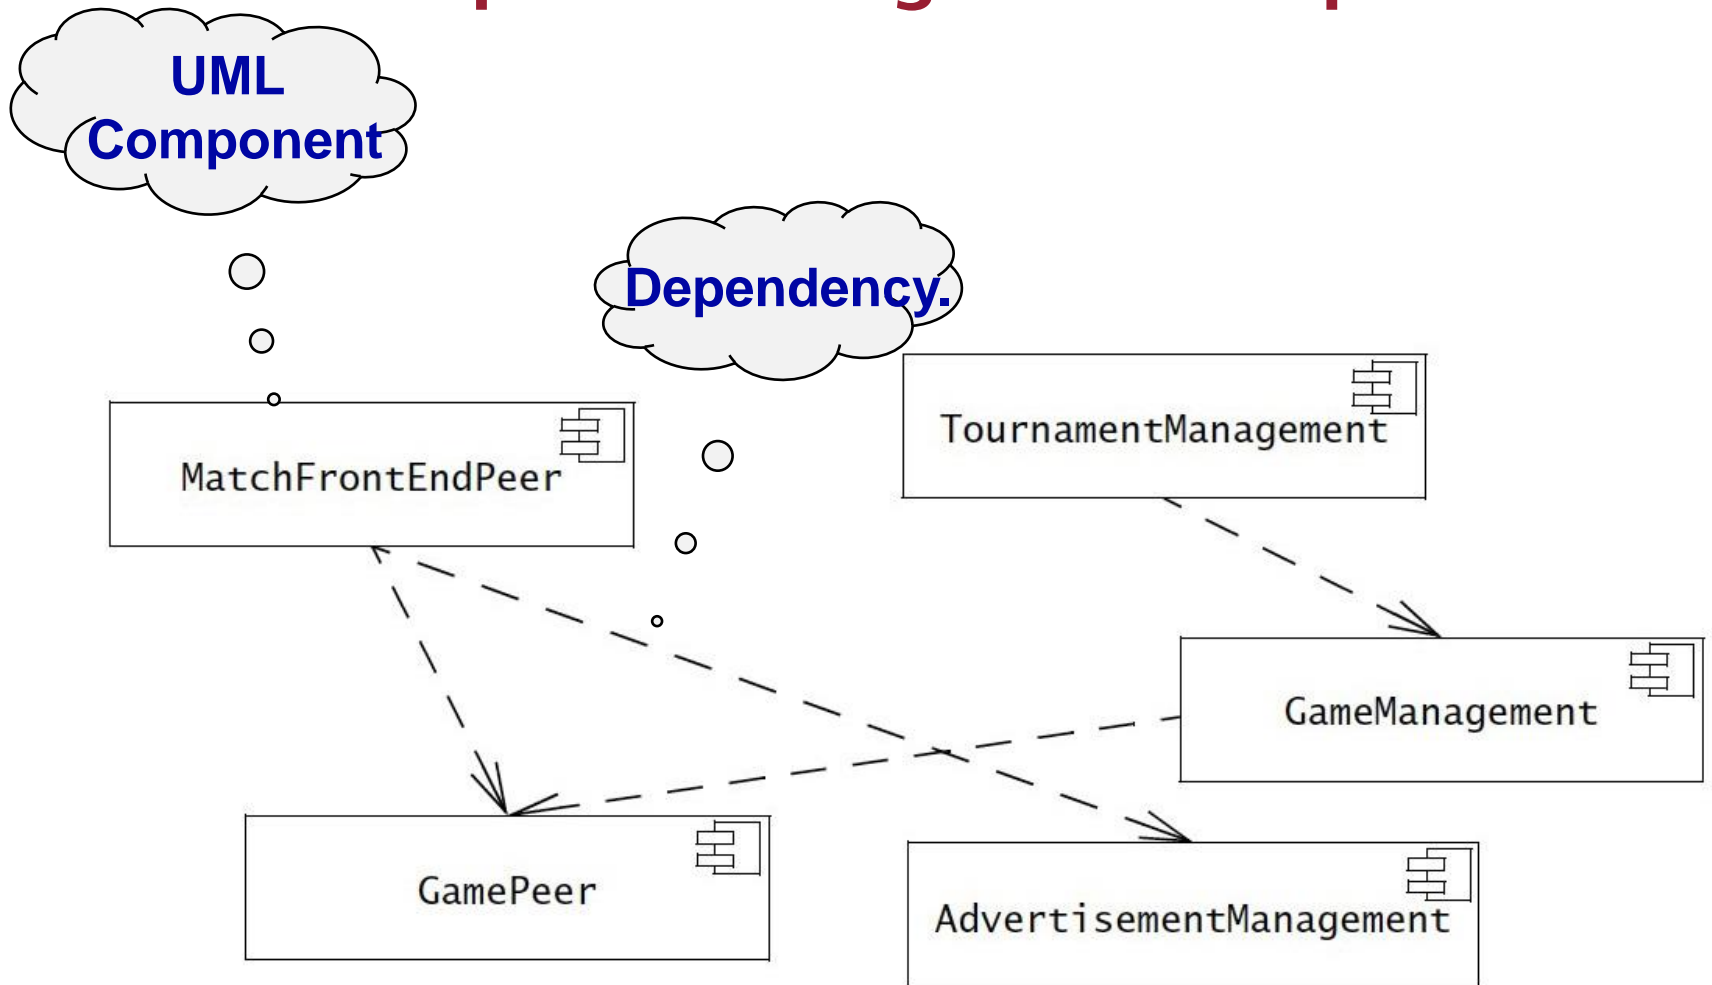 UML
Component
Dependency.
TournamentManagement
MatchFrontEndPeer
GameManagement
GamePeer
AdvertisementManagement